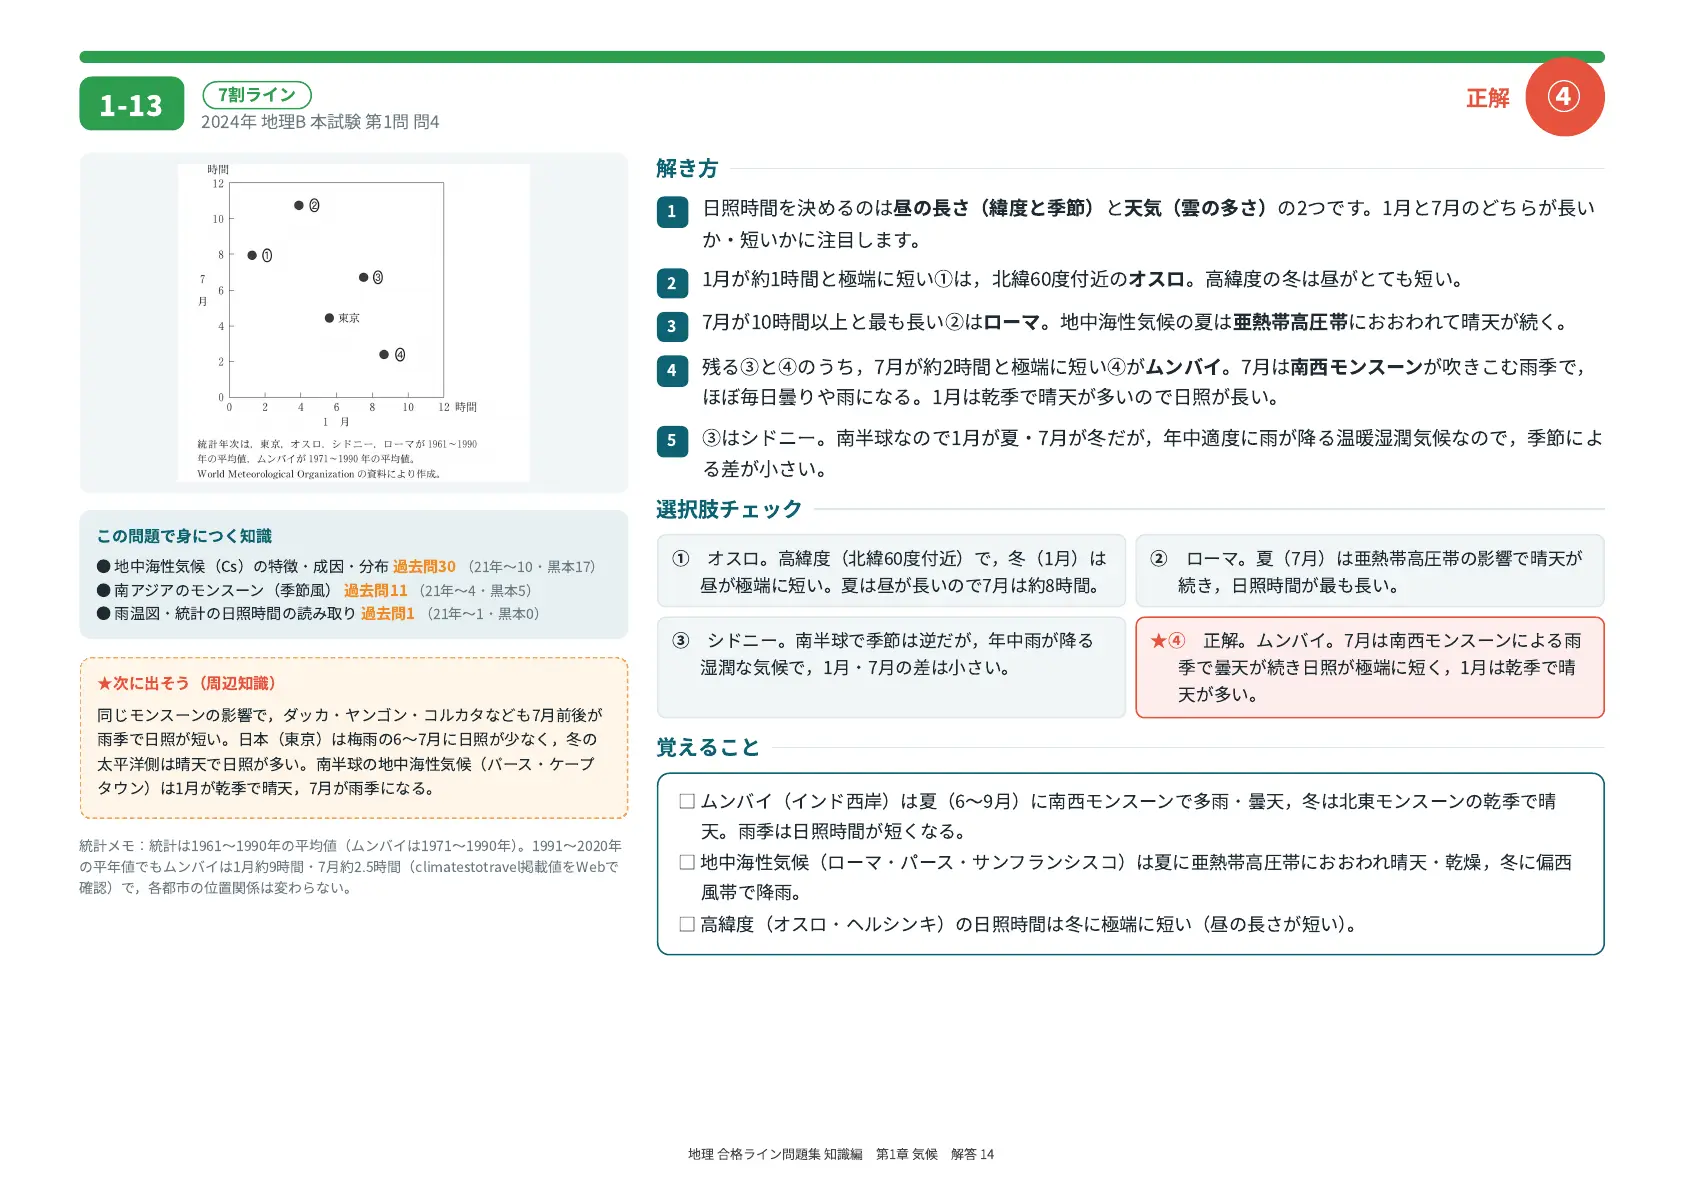 1-13
7割ライン
2024年 地理B 本試験 第1問 問4
正解 ④
時間
12
10
8
6
4
2
0
7月
②
①
③
東京
④
0 2 4 6 8 10 12 時間
1 月
統計年次は，東京，オスロ，シドニー，ローマが 1961～1990
年の平均値，ムンバイが 1971～1990 年の平均値。
World Meteorological Organization の資料により作成。
この問題で身につく知識
● 地中海性気候（Cs）の特徴・成因・分布 過去問30 （21年～10・黒本17）
● 南アジアのモンスーン（季節風） 過去問11 （21年～4・黒本5）
● 雨温図・統計の日照時間の読み取り 過去問1 （21年～1・黒本0）
★次に出そう（周辺知識）
同じモンスーンの影響で，ダッカ・ヤンゴン・コルカタなども7月前後が
雨季で日照が短い。日本（東京）は梅雨の6～7月に日照が少なく，冬の
太平洋側は晴天で日照が多い。南半球の地中海性気候（パース・ケープ
タウン）は1月が乾季で晴天，7月が雨季になる。
統計メモ：統計は1961～1990年の平均値（ムンバイは1971～1990年）。1991～2020年
の平年値でもムンバイは1月約9時間・7月約2.5時間（climatestotravel掲載値をWebで
確認）で，各都市の位置関係は変わらない。
解き方
1 日照時間を決めるのは昼の長さ（緯度と季節）と天気（雲の多さ）の2つです。1月と7月のどちらが長い
か・短いかに注目します。
2 1月が約1時間と極端に短い①は，北緯60度付近のオスロ。高緯度の冬は昼がとても短い。
3 7月が10時間以上と最も長い②はローマ。地中海性気候の夏は亜熱帯高圧帯におおわれて晴天が続く。
4 残る③と④のうち，7月が約2時間と極端に短い④がムンバイ。7月は南西モンスーンが吹きこむ雨季で，
ほぼ毎日曇りや雨になる。1月は乾季で晴天が多いので日照が長い。
5 ③はシドニー。南半球なので1月が夏・7月が冬だが，年中適度に雨が降る温暖湿潤気候なので，季節によ
る差が小さい。
選択肢チェック
① オスロ。高緯度（北緯60度付近）で，冬（1月）は
昼が極端に短い。夏は昼が長いので7月は約8時間。
② ローマ。夏（7月）は亜熱帯高圧帯の影響で晴天が
続き，日照時間が最も長い。
③ シドニー。南半球で季節は逆だが，年中雨が降る
湿潤な気候で，1月・7月の差は小さい。
★④ 正解。ムンバイ。7月は南西モンスーンによる雨
季で曇天が続き日照が極端に短く，1月は乾季で晴
天が多い。
覚えること
□ ムンバイ（インド西岸）は夏（6～9月）に南西モンスーンで多雨・曇天，冬は北東モンスーンの乾季で晴
天。雨季は日照時間が短くなる。
□ 地中海性気候（ローマ・パース・サンフランシスコ）は夏に亜熱帯高圧帯におおわれ晴天・乾燥，冬に偏西
風帯で降雨。
□ 高緯度（オスロ・ヘルシンキ）の日照時間は冬に極端に短い（昼の長さが短い）。
地理 合格ライン問題集 知識編 第1章 気候 解答 14